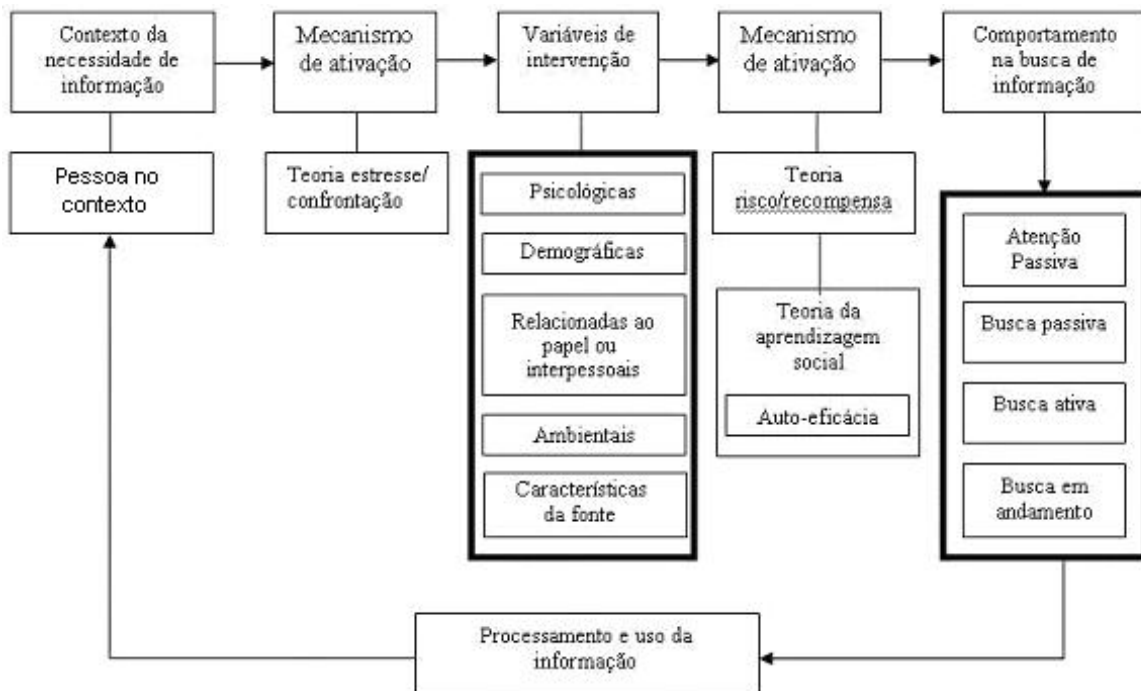 Contexto da
necessidade de
informação
Mecanismo
de ativação
Variáveis de
intervenção
Mecanismo
de ativação
Comportamento
na busca de
informação
Pessoa no
contexto
Teoria estresse/
confrontação
Psicológicas
Demográficas
Relacionadas ao
papel ou
interpessoais
Ambientais
Características
da fonte
Teoria
risco/recompensa
Teoria da
aprendizagem
social
Auto-eficácia
Atenção
Passiva
Busca passiva
Busca ativa
Busca em
andamento
Processamento e uso da
informação